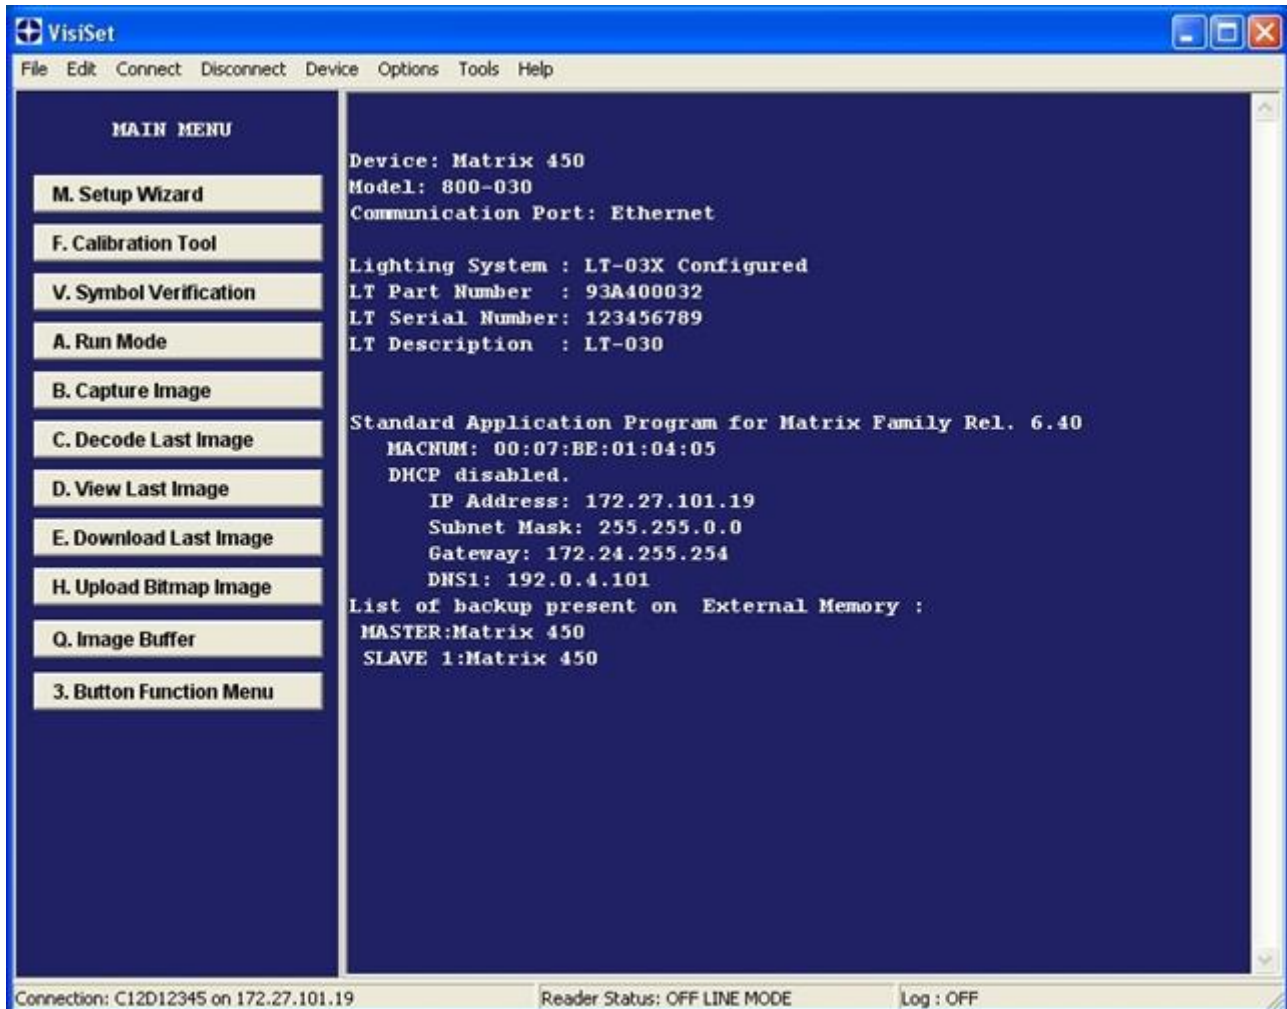 VisiSet
File Edit Connect Disconnect Device Options Tools Help
MAIN MENU
M. Setup Wizard
F. Calibration Tool
V. Symbol Verification
A. Run Mode
B. Capture Image
C. Decode Last Image
D. View Last Image
E. Download Last Image
H. Upload Bitmap Image
Q. Image Buffer
3. Button Function Menu
Device: Matrix 450
Model: 800-030
Communication Port: Ethernet
Lighting System : LT-03X Configured
LT Part Number : 93A400032
LT Serial Number: 123456789
LT Description : LT-030
Standard Application Program for Matrix Family Rel. 6.40
MACNUM: 00:07:BE:01:04:05
DHCP disabled.
IP Address: 172.27.101.19
Subnet Mask: 255.255.0.0
Gateway: 172.24.255.254
DNS1: 192.0.4.101
List of backup present on External Memory :
MASTER:Matrix 450
SLAVE 1:Matrix 450
Connection: C12D12345 on 172.27.101.19 Reader Status: OFF LINE MODE Log : OFF